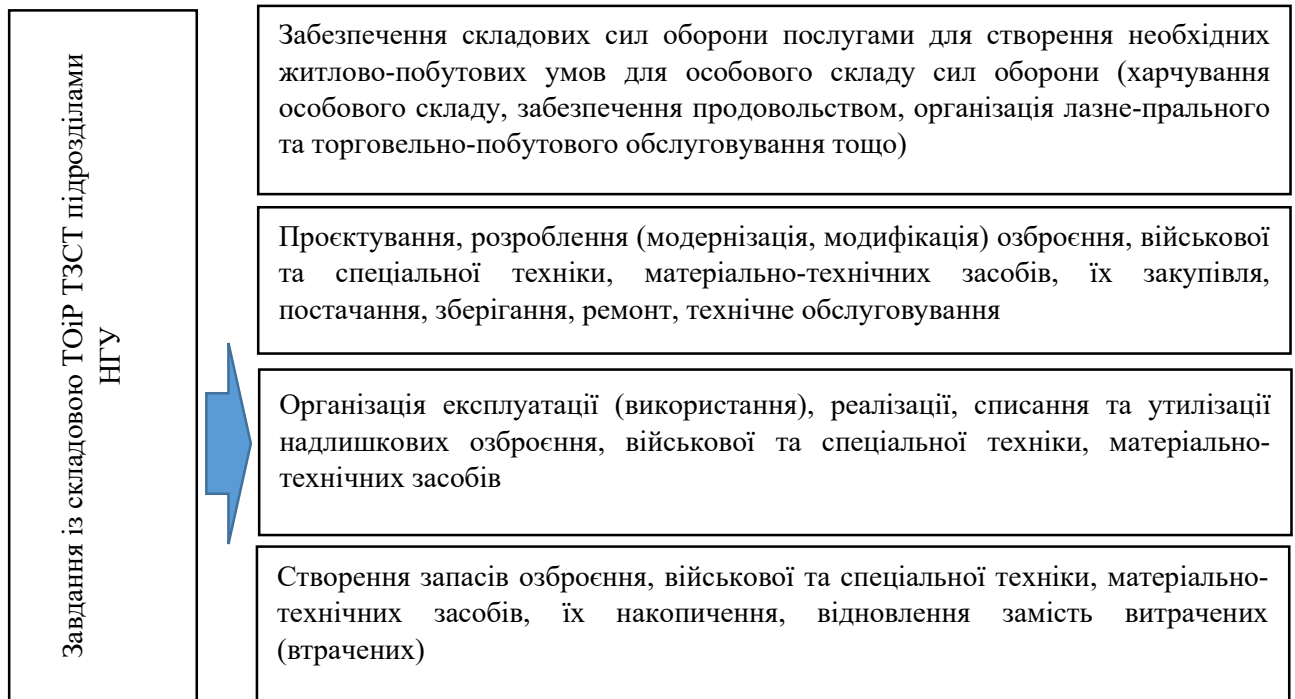 Завдання із складовою ТОіР ТЗСТ підрозділами
НГУ
Забезпечення складових сил оборони послугами для створення необхідних
житлово-побутових умов для особового складу сил оборони (харчування
особового складу, забезпечення продовольством, організація лазне-прального
та торговельно-побутового обслуговування тощо)
Проєктування, розроблення (модернізація, модифікація) озброєння, військової
та спеціальної техніки, матеріально-технічних засобів, їх закупівля,
постачання, зберігання, ремонт, технічне обслуговування
Організація експлуатації (використання), реалізації, списання та утилізації
надлишкових озброєння, військової та спеціальної техніки, матеріально-
технічних засобів
Створення запасів озброєння, військової та спеціальної техніки, матеріально-
технічних засобів, їх накопичення, відновлення замість витрачених
(втрачених)